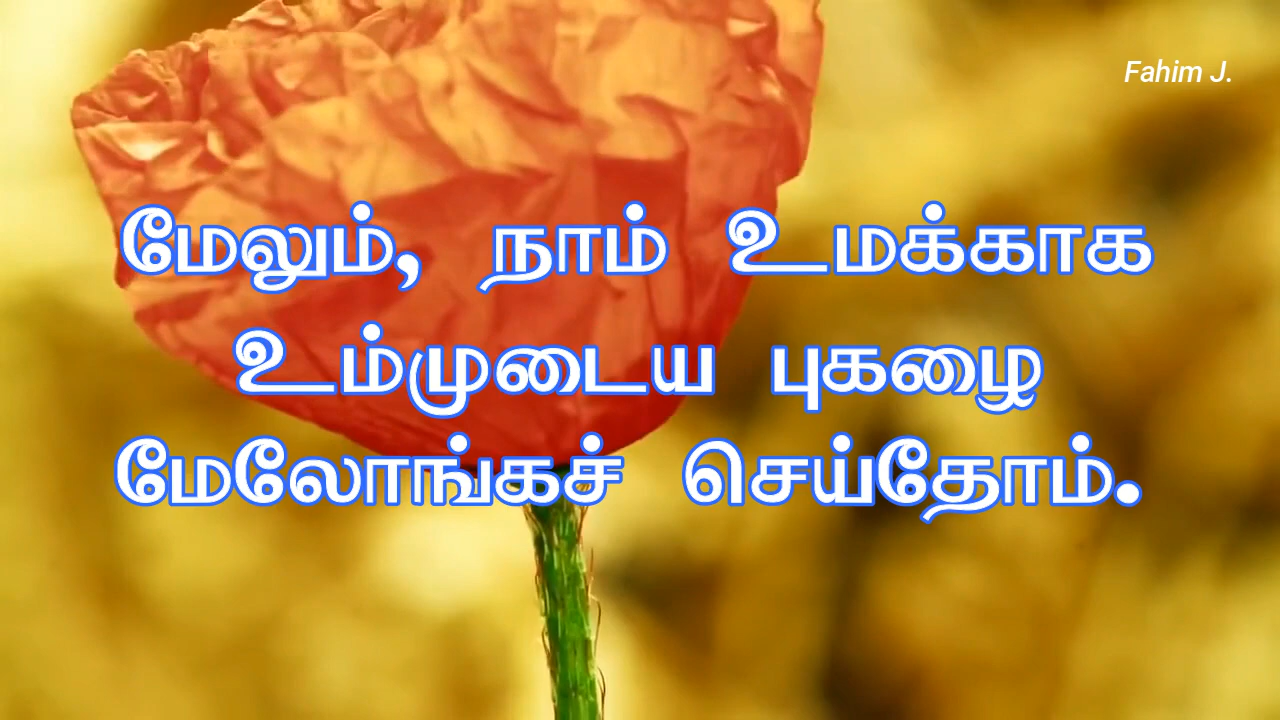 Fahim J.
மேலும், நாம் உமக்காக
உம்முடைய புகழை
மேலோங்கச் செய்தோம்.